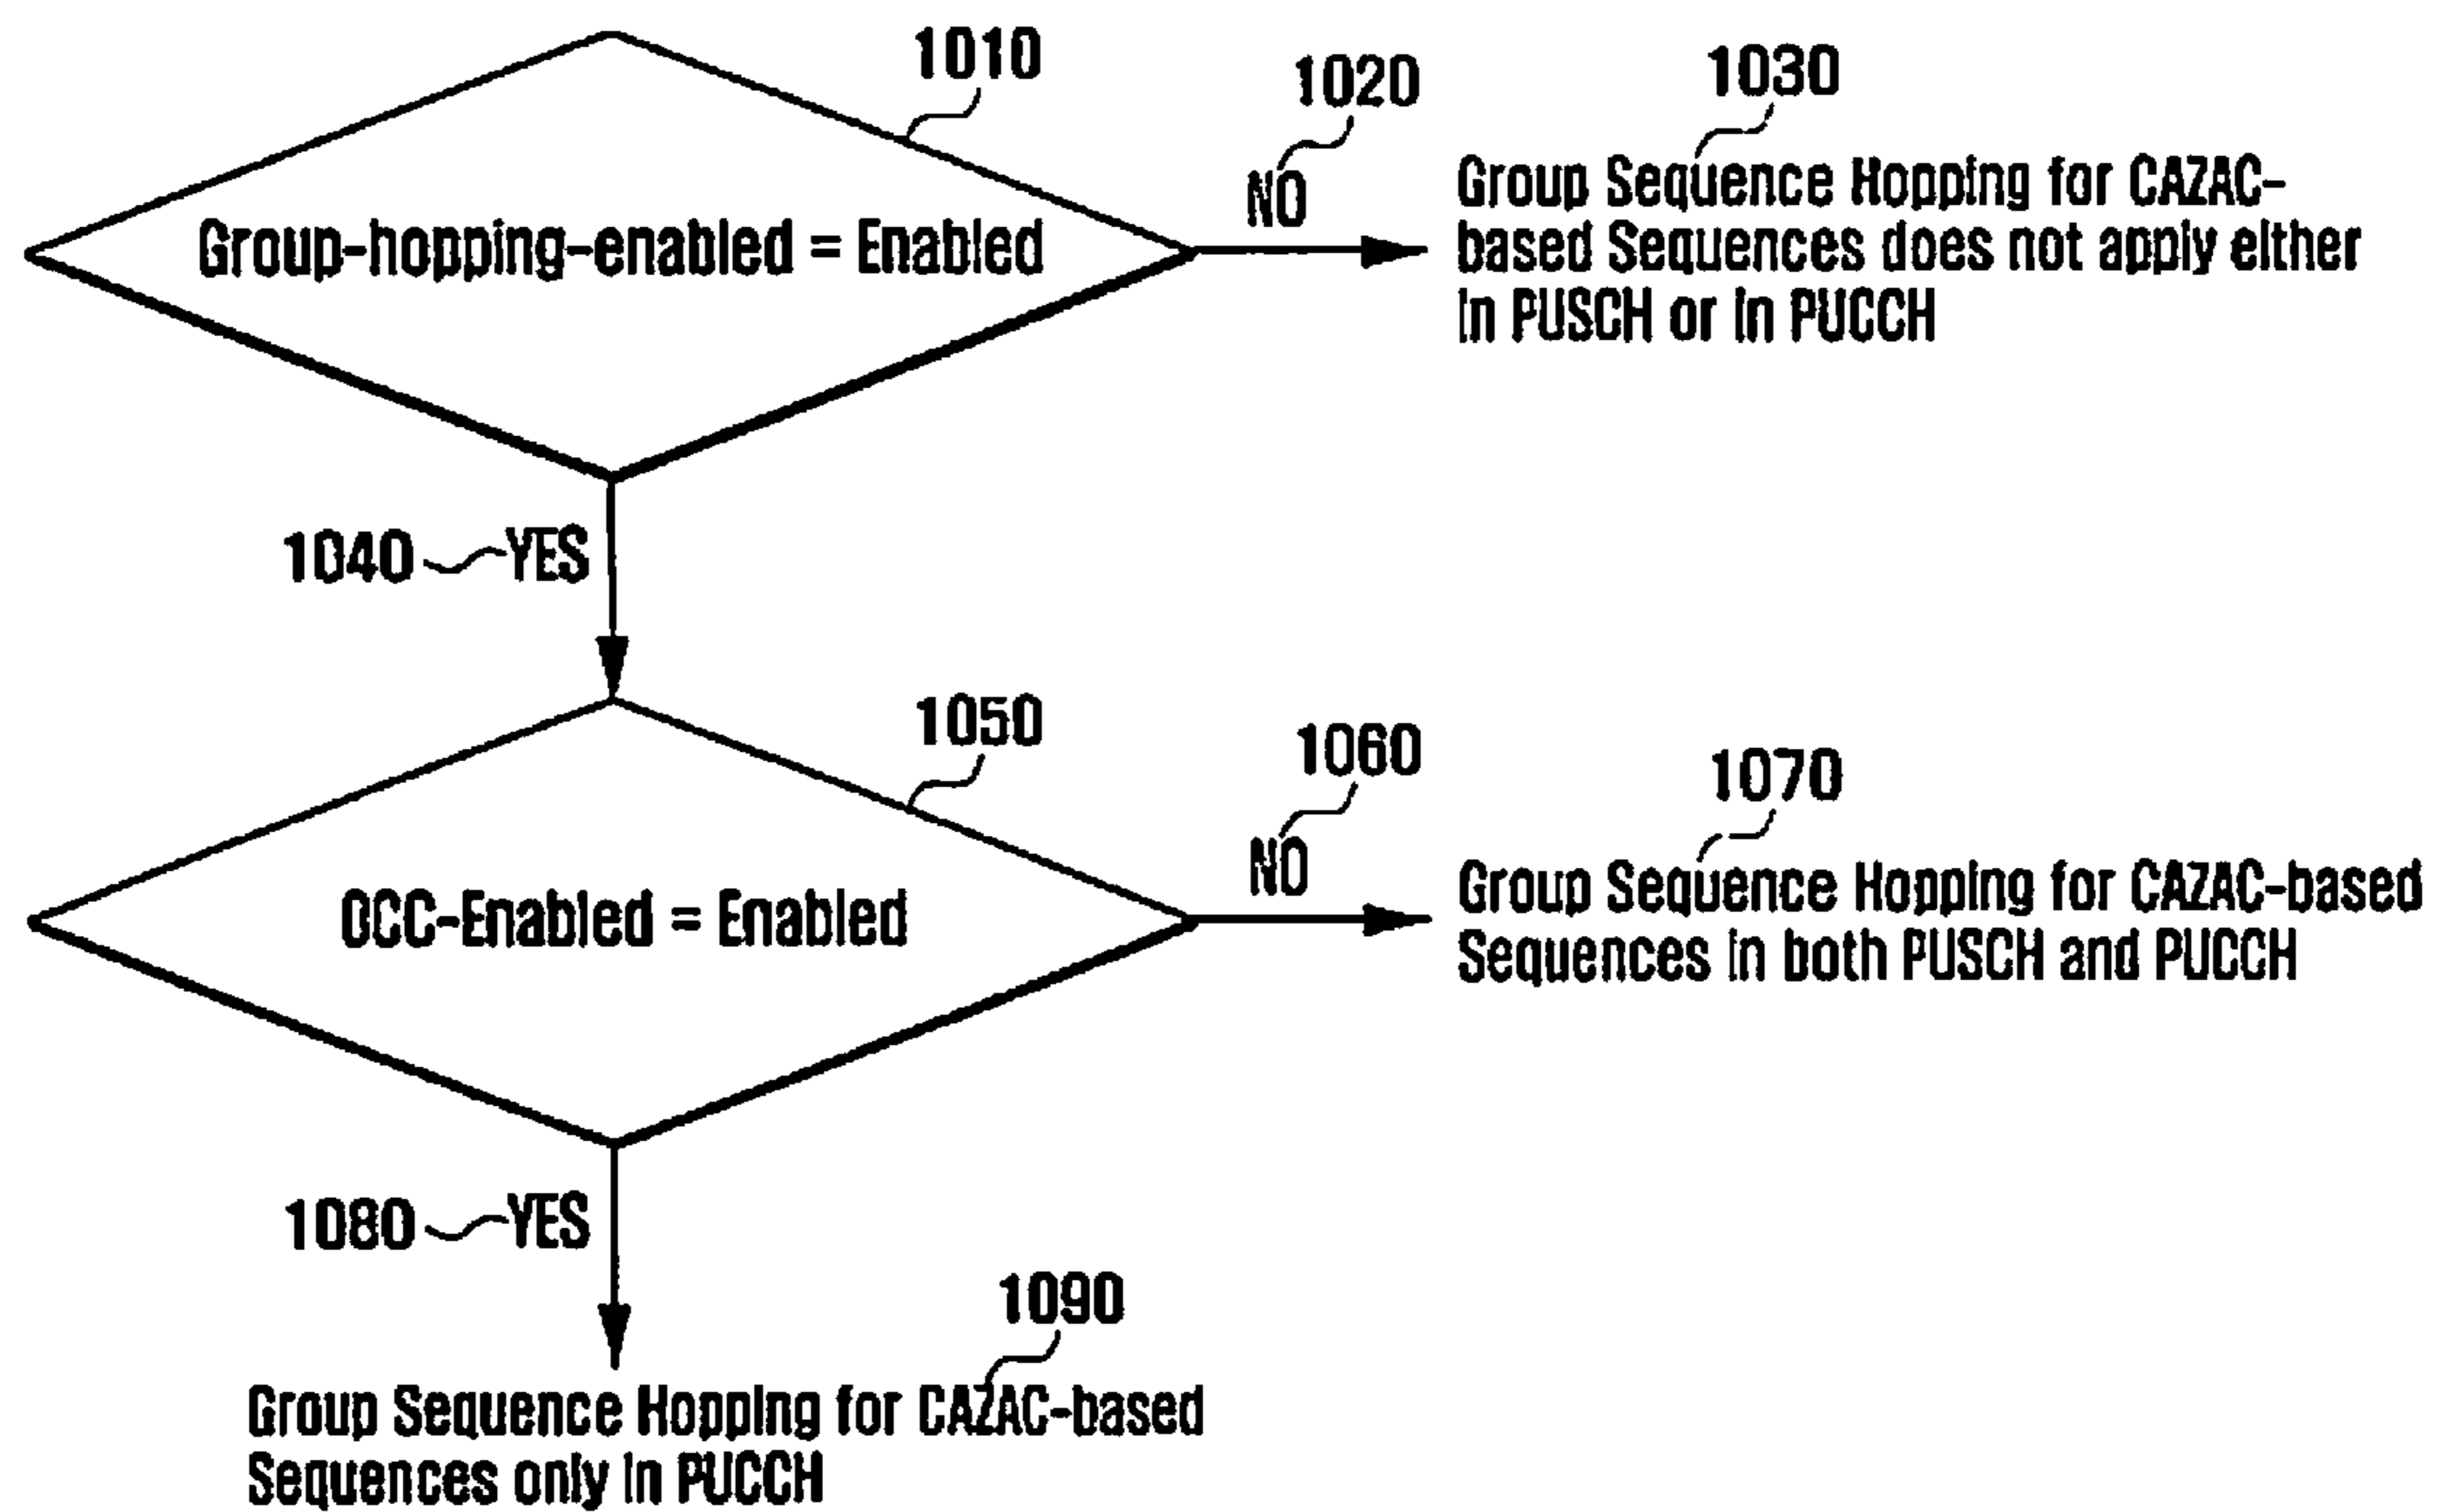 1010
1020
1030
NO
Group Sequence Hopping for CAZAC-
based Sequences does not apply either
in PUSCH or in PUCCH
Group-hopping-enabled = Enabled
1040 YES
1050
1060
1070
NO
Group Sequence Hopping for CAZAC-based
Sequences in both PUSCH and PUCCH
OCC-Enabled = Enabled
1080 YES
1090
Group Sequence Hopping for CAZAC-based
Sequences only in PUCCH